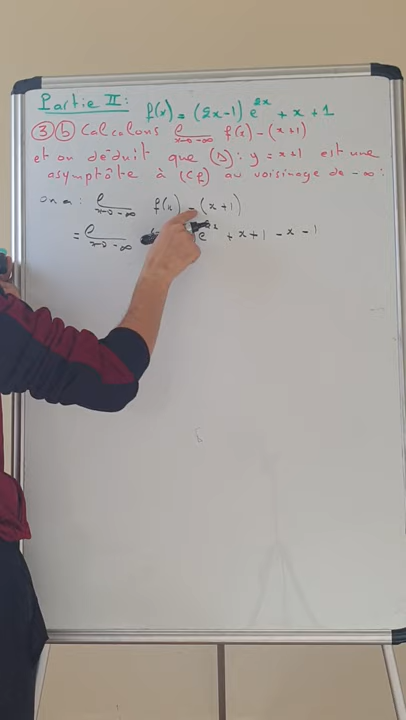 Partie II : f(x) = (2x-1) e^{2x} + x + 1
3 b Calculons lim x→-∞ f(x) - (x+1)
et on déduit que (Δ) : y = x+1 est une
asymptôte à (Cf) au voisinage de -∞ :
on a : lim x→-∞ f(x) - (x+1)
= lim x→-∞ e + x+1 - x - 1